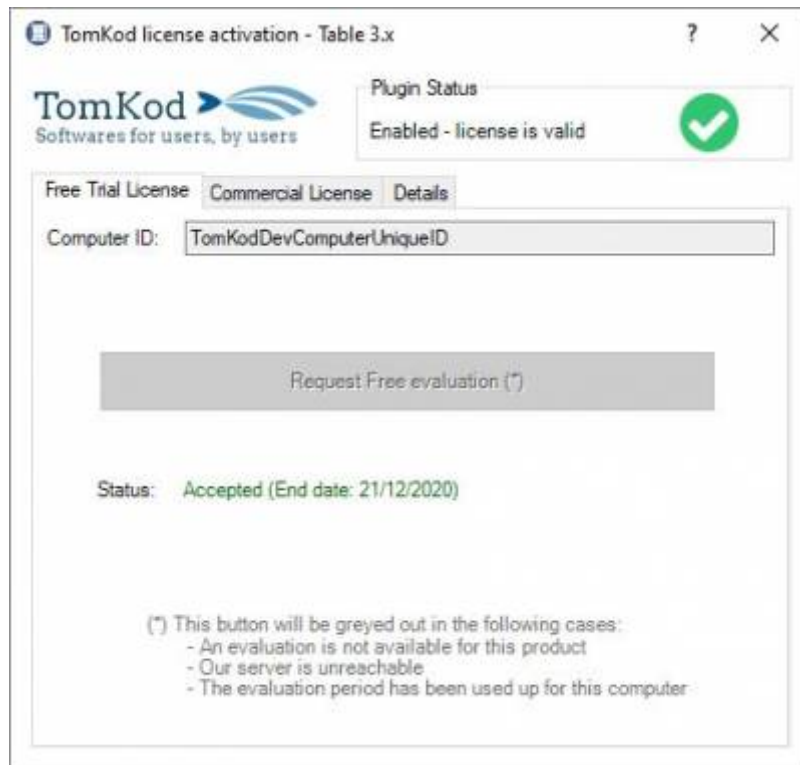 TomKod license activation - Table 3.x
?
TomKod
Softwares for users, by users
Plugin Status
Enabled - license is valid
Free Trial License Commercial License Details
Computer ID: TomKodDevComputerUniqueID
Request Free evaluation (*)
Status: Accepted (End date: 21/12/2020)
(*) This button will be greyed out in the following cases:
- An evaluation is not available for this product
- Our server is unreachable
- The evaluation period has been used up for this computer